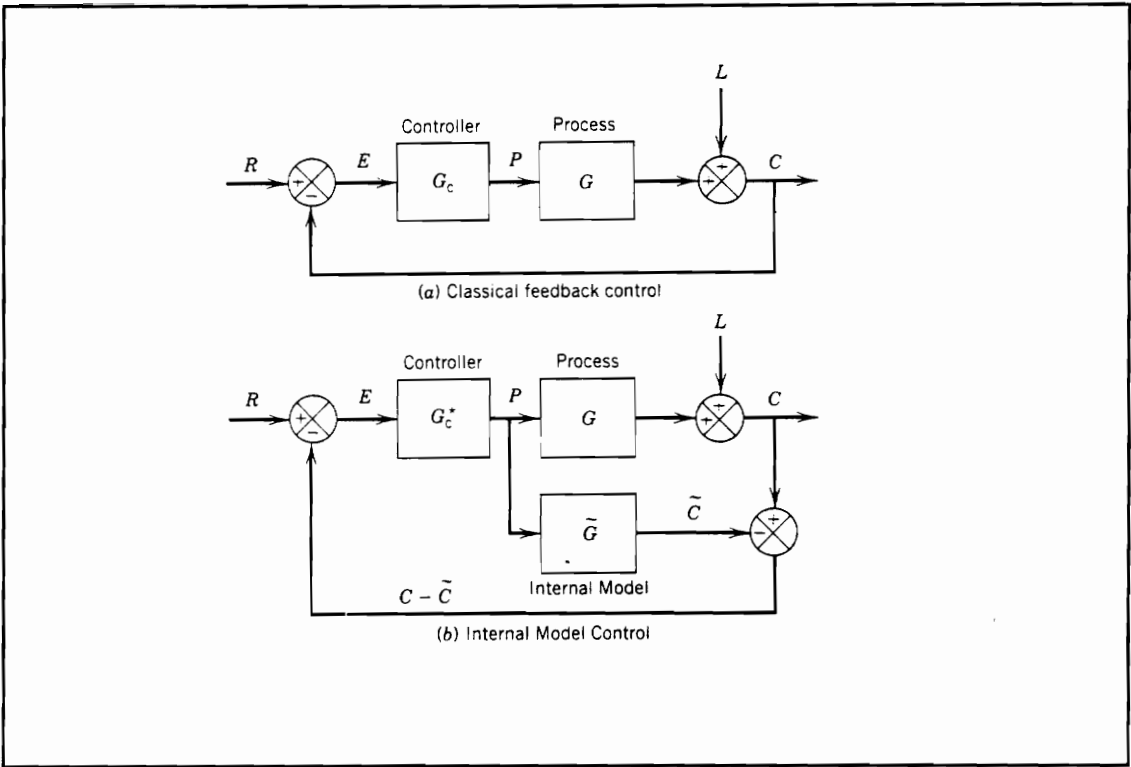 L
Controller Process
R E P C
+ − G_c G + +
(a) Classical feedback control
L
Controller Process
R E P C
+ − G_c^* G + +
G̃ C̃ − +
Internal Model
C − C̃
(b) Internal Model Control